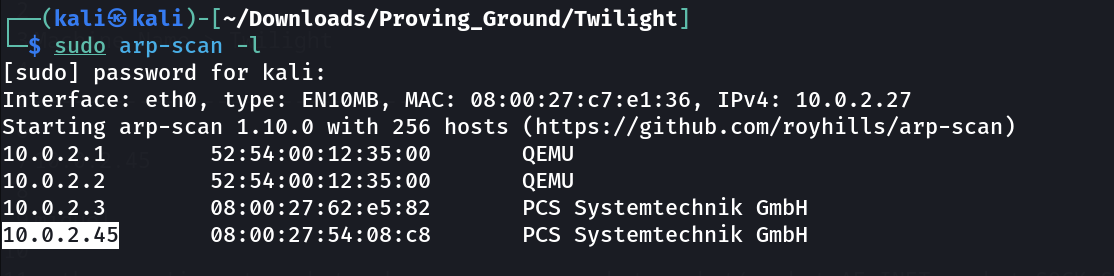 ┌──(kali㉿kali)-[~/Downloads/Proving_Ground/Twilight]
└─$ sudo arp-scan -l
[sudo] password for kali:
Interface: eth0, type: EN10MB, MAC: 08:00:27:c7:e1:36, IPv4: 10.0.2.27
Starting arp-scan 1.10.0 with 256 hosts (https://github.com/royhills/arp-scan)
10.0.2.1 52:54:00:12:35:00 QEMU
10.0.2.2 52:54:00:12:35:00 QEMU
10.0.2.3 08:00:27:62:e5:82 PCS Systemtechnik GmbH
10.0.2.45 08:00:27:54:08:c8 PCS Systemtechnik GmbH